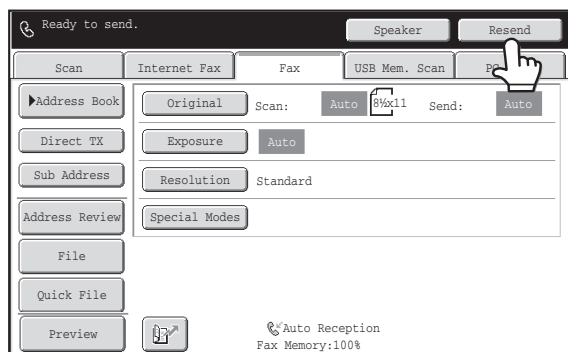 Ready to send.
Speaker
Resend
Scan
Internet Fax
Fax
USB Mem. Scan
Address Book
Original
Scan:
Auto
8½x11
Send:
Auto
Direct TX
Exposure
Auto
Sub Address
Resolution
Standard
Address Review
Special Modes
File
Quick File
Preview
Auto Reception
Fax Memory:100%